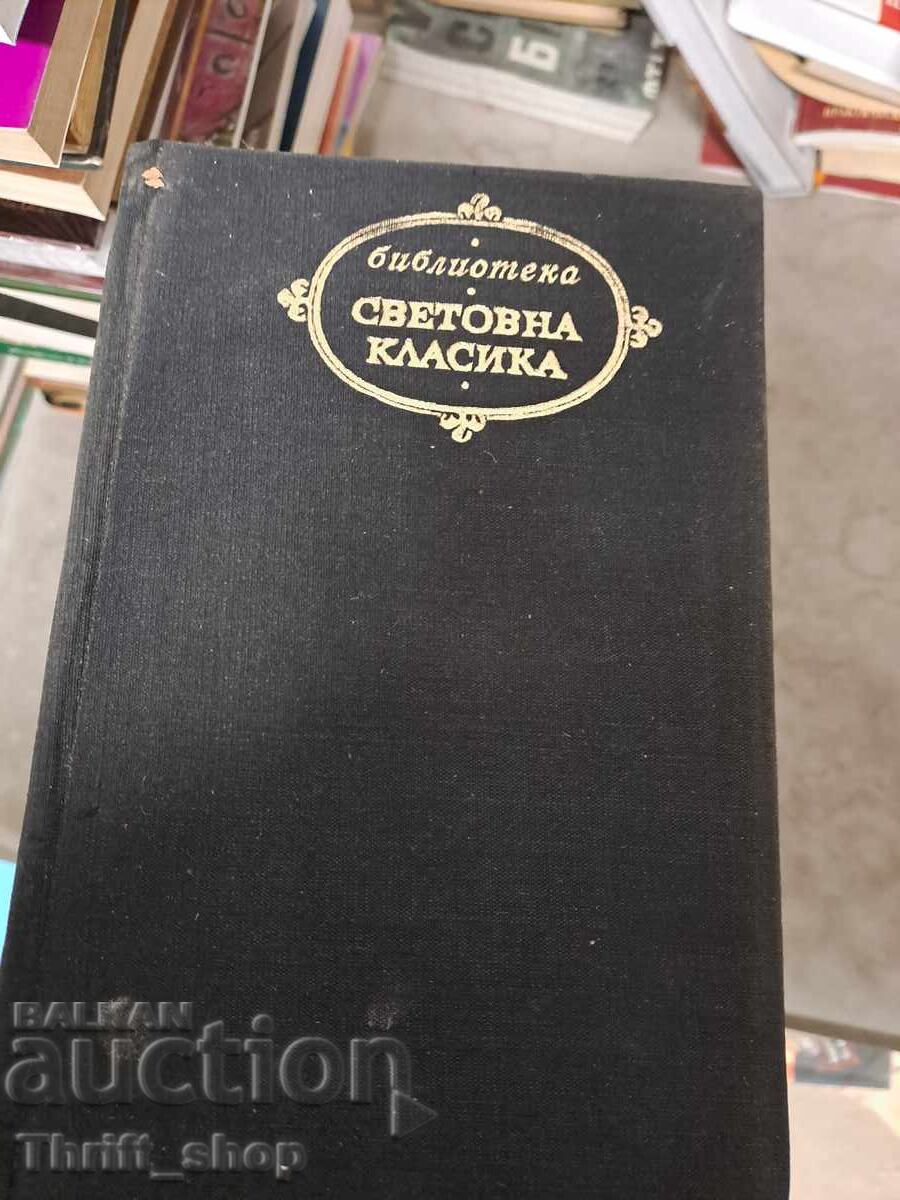 библиотека
СВЕТОВНА
КЛАСИКА
BALKAN
auction
Thrift_shop